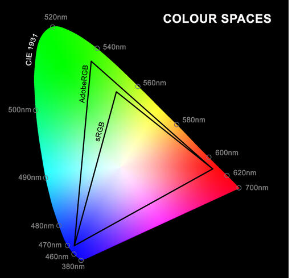 COLOUR SPACES
520nm
CIE 1931
540nm
AdobeRGB
560nm
sRGB
500nm
580nm
600nm
490nm
620nm
700nm
480nm
470nm
460nm
380nm